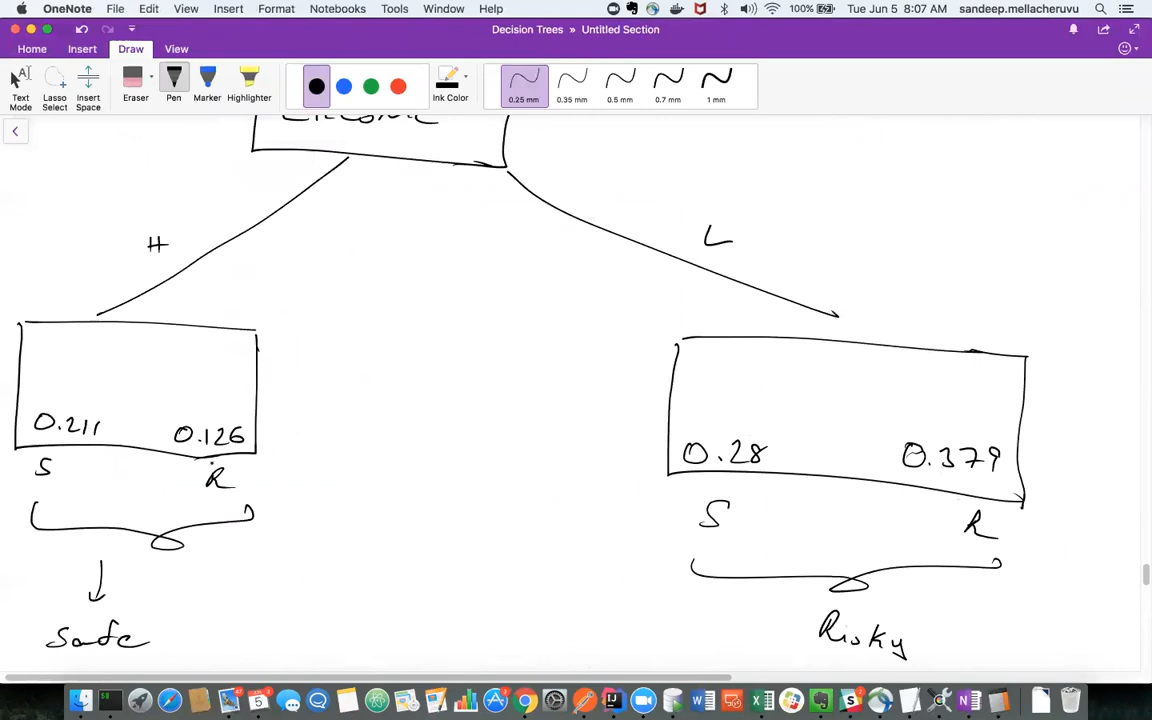 OneNote File Edit View Insert Format Notebooks Tools Window Help 100% Tue Jun 5 8:07 AM sandeep.mellacheruvu
Decision Trees » Untitled Section
Home Insert Draw View
Text Mode Lasso Select Insert Space Eraser Pen Marker Highlighter Ink Color 0.25 mm 0.35 mm 0.5 mm 0.7 mm 1 mm
H L
0.211 0.126
S R
Safe
0.28 0.379
S R
Risky